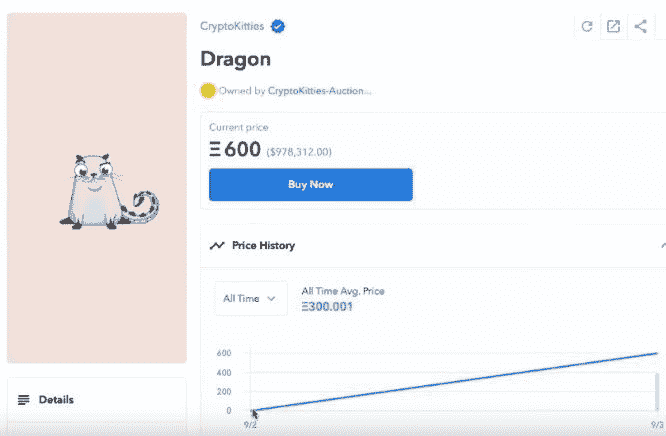 CryptoKitties
Dragon
Owned by CryptoKitties-Auction...
Current price
Ξ 600 ($978,312.00)
Buy Now
Price History
All Time
All Time Avg. Price
Ξ300.001
600
400
200
0
9/2
9/3
Details